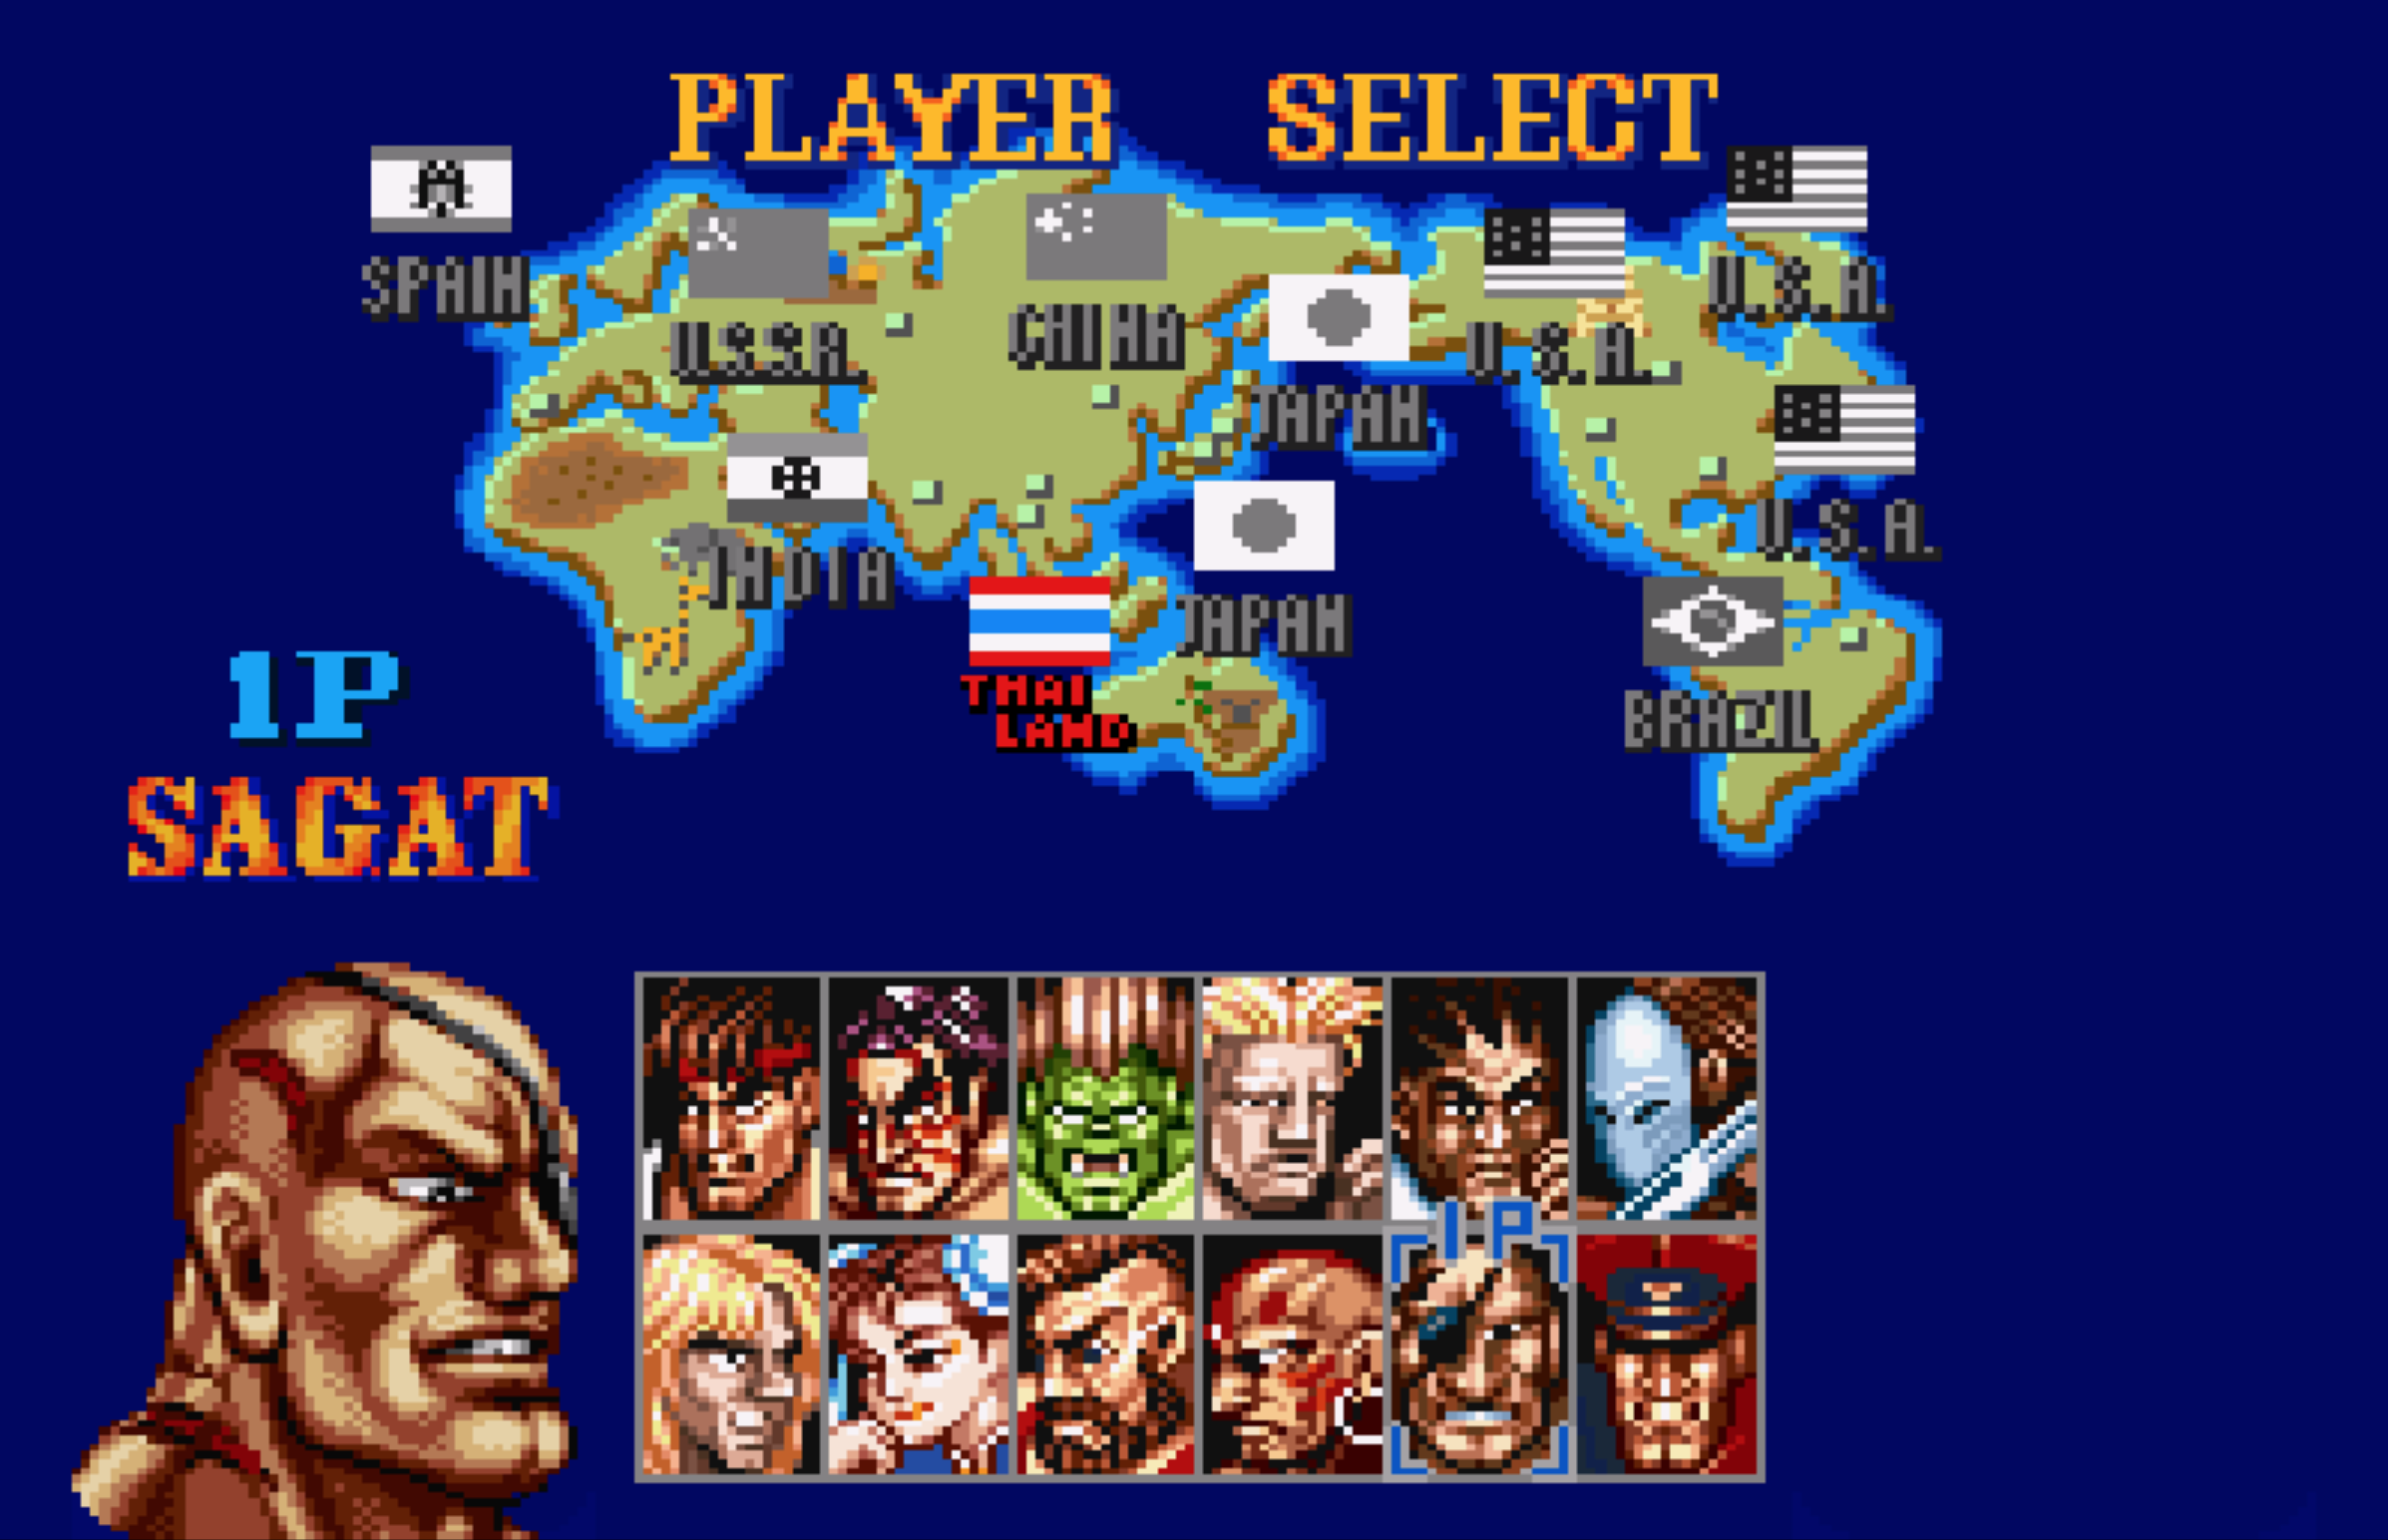 PLAYER SELECT
SPAIN
U.S.S.R.
CHINA
JAPAN
U.S.A.
U.S.A.
INDIA
JAPAN
U.S.A.
THAI
LAND
BRAZIL
1P
SAGAT
1P